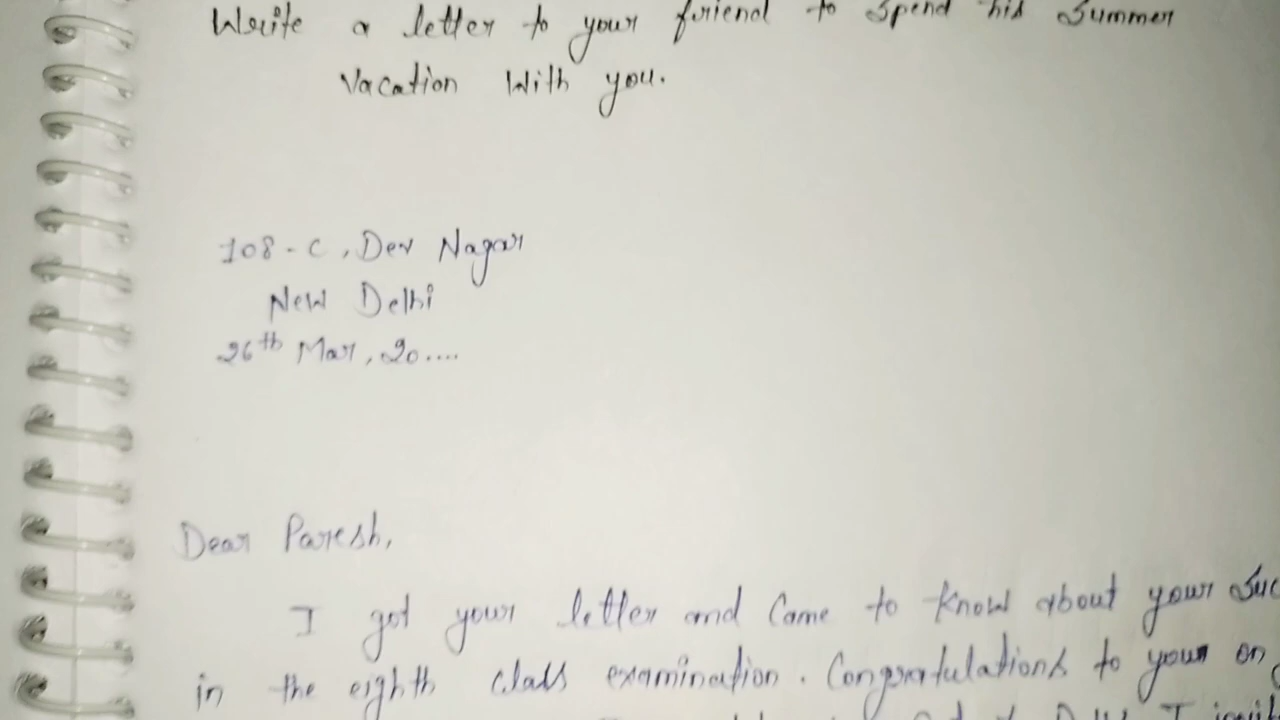 Write a letter to your friend to spend his summer
Vacation With you.
108-C, Dev Nagar
New Delhi
26th Mar, 20....
Dear Paresh,
I got your letter and Came to Know about your Suc
in the eighth class examination. Congratulations to your on
I